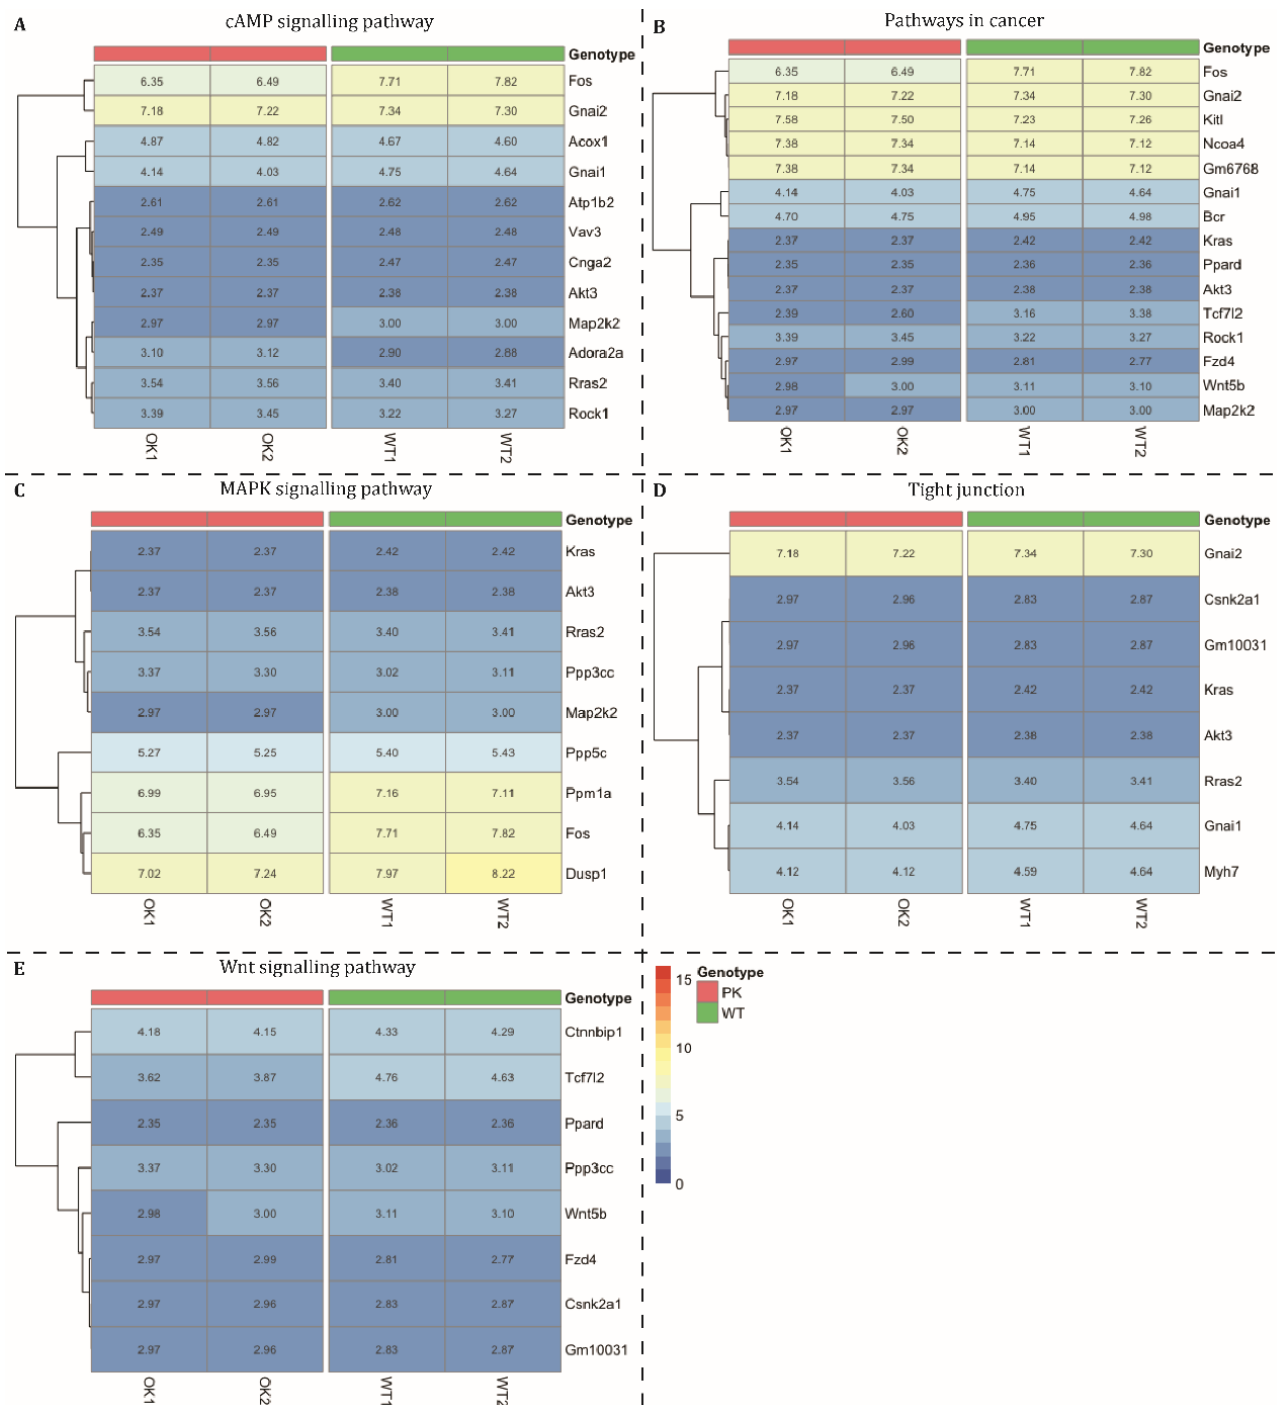 A cAMP signalling pathway
Genotype
6.35 6.49 7.71 7.82 Fos
7.18 7.22 7.34 7.30 Gnai2
4.87 4.82 4.67 4.60 Acox1
4.14 4.03 4.75 4.64 Gnai1
2.61 2.61 2.62 2.62 Atp1b2
2.49 2.49 2.48 2.48 Vav3
2.35 2.35 2.47 2.47 Cnga2
2.37 2.37 2.38 2.38 Akt3
2.97 2.97 3.00 3.00 Map2k2
3.10 3.12 2.90 2.88 Adora2a
3.54 3.56 3.40 3.41 Rras2
3.39 3.45 3.22 3.27 Rock1
OK1 OK2 WT1 WT2
B Pathways in cancer
Genotype
6.35 6.49 7.71 7.82 Fos
7.18 7.22 7.34 7.30 Gnai2
7.58 7.50 7.23 7.26 Kitl
7.38 7.34 7.14 7.12 Ncoa4
7.38 7.34 7.14 7.12 Gm6768
4.14 4.03 4.75 4.64 Gnai1
4.70 4.75 4.95 4.98 Bcr
2.37 2.37 2.42 2.42 Kras
2.35 2.35 2.36 2.36 Ppard
2.37 2.37 2.38 2.38 Akt3
2.39 2.60 3.16 3.38 Tcf7l2
3.39 3.45 3.22 3.27 Rock1
2.97 2.99 2.81 2.77 Fzd4
2.98 3.00 3.11 3.10 Wnt5b
2.97 2.97 3.00 3.00 Map2k2
OK1 OK2 WT1 WT2
C MAPK signalling pathway
Genotype
2.37 2.37 2.42 2.42 Kras
2.37 2.37 2.38 2.38 Akt3
3.54 3.56 3.40 3.41 Rras2
3.37 3.30 3.02 3.11 Ppp3cc
2.97 2.97 3.00 3.00 Map2k2
5.27 5.25 5.40 5.43 Ppp5c
6.99 6.95 7.16 7.11 Ppm1a
6.35 6.49 7.71 7.82 Fos
7.02 7.24 7.97 8.22 Dusp1
OK1 OK2 WT1 WT2
D Tight junction
Genotype
7.18 7.22 7.34 7.30 Gnai2
2.97 2.96 2.83 2.87 Csnk2a1
2.97 2.96 2.83 2.87 Gm10031
2.37 2.37 2.42 2.42 Kras
2.37 2.37 2.38 2.38 Akt3
3.54 3.56 3.40 3.41 Rras2
4.14 4.03 4.75 4.64 Gnai1
4.12 4.12 4.59 4.64 Myh7
OK1 OK2 WT1 WT2
E Wnt signalling pathway
Genotype
4.18 4.15 4.33 4.29 Ctnnbip1
3.62 3.87 4.76 4.63 Tcf7l2
2.35 2.35 2.36 2.36 Ppard
3.37 3.30 3.02 3.11 Ppp3cc
2.98 3.00 3.11 3.10 Wnt5b
2.97 2.99 2.81 2.77 Fzd4
2.97 2.96 2.83 2.87 Csnk2a1
2.97 2.96 2.83 2.87 Gm10031
OK1 OK2 WT1 WT2
15
10
5
0
Genotype
PK
WT